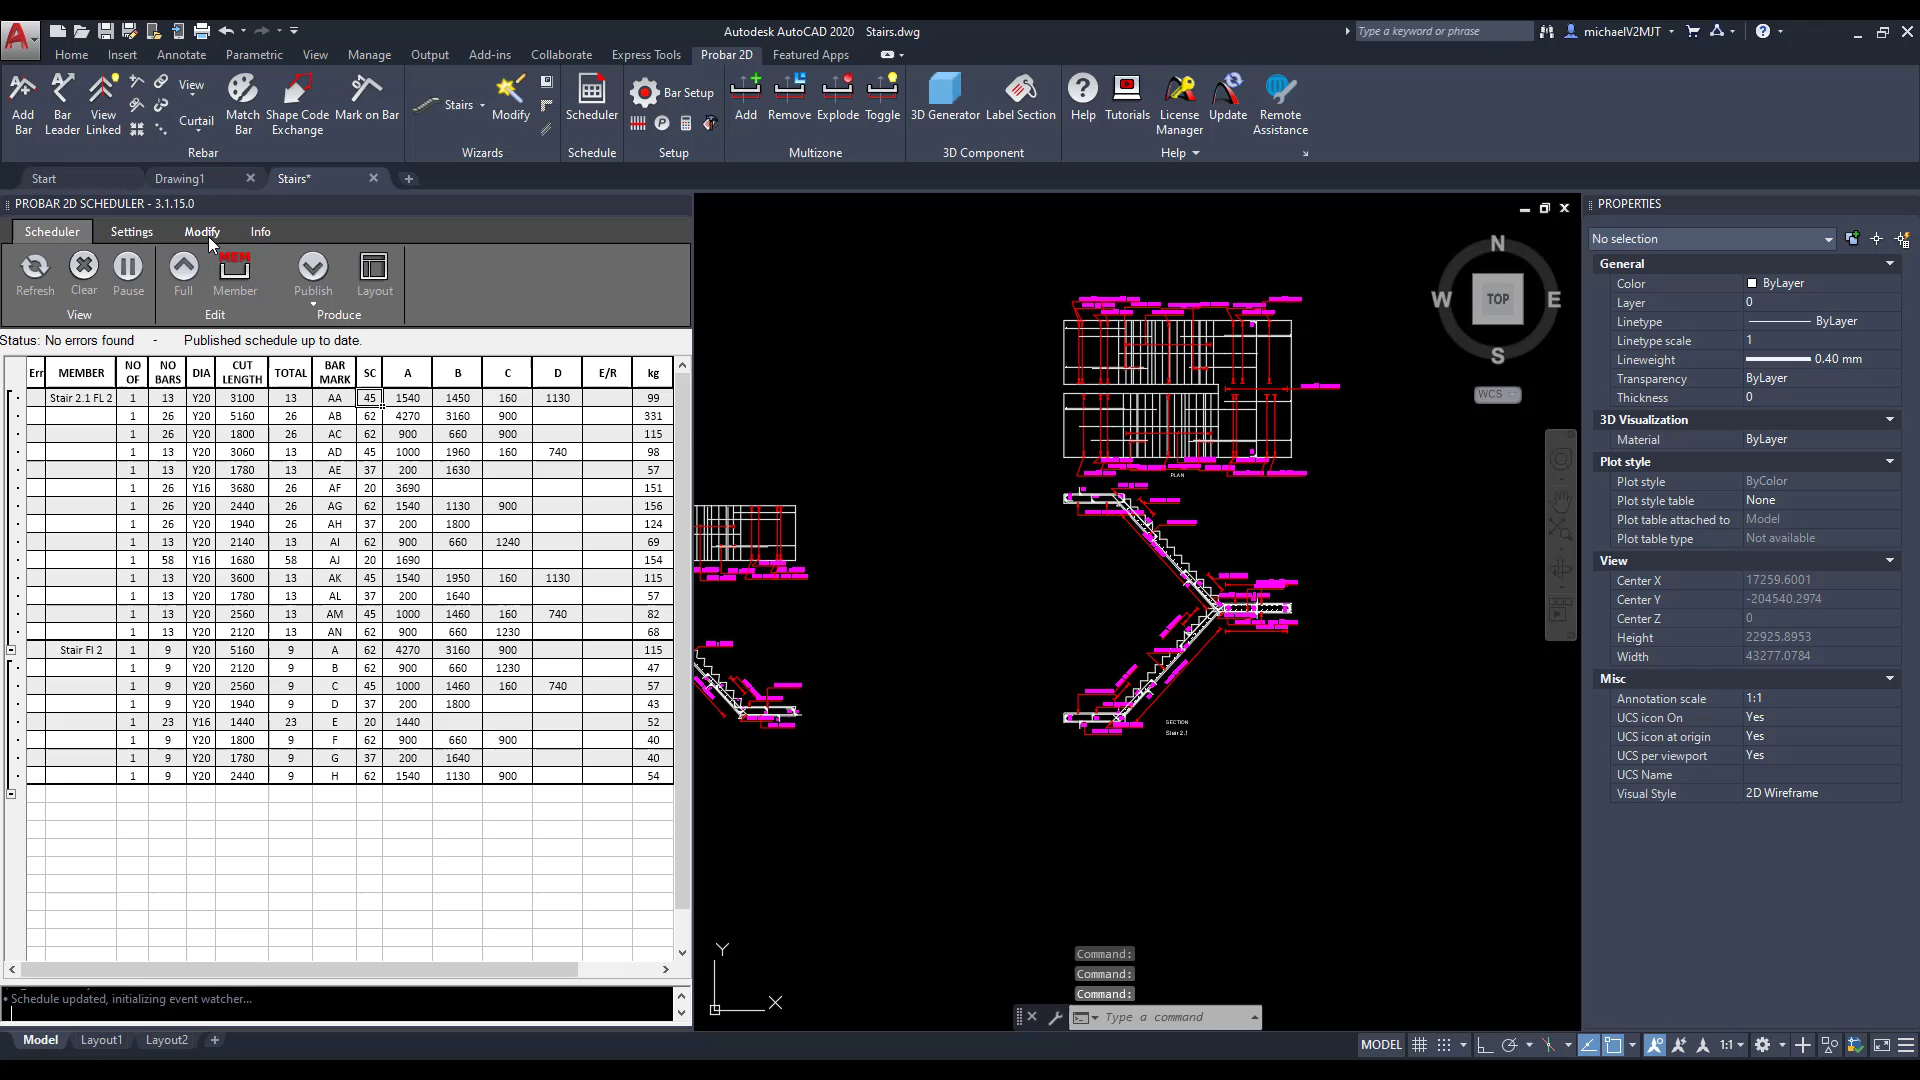 Autodesk AutoCAD 2020 Stairs.dwg
Type a keyword or phrase
michaelV2MJT
Home Insert Annotate Parametric View Manage Output Add-ins Collaborate Express Tools Probar 2D Featured Apps
Add Bar
Bar Leader
View Linked
View
Curtail
Match Bar
Shape Code Exchange
Mark on Bar
Rebar
Stairs
Modify
Wizards
Scheduler
Schedule
Bar Setup
Setup
Add Remove Explode Toggle
Multizone
3D Generator Label Section
3D Component
Help Tutorials License Manager Update Remote Assistance
Help
Start Drawing1 Stairs*
PROBAR 2D SCHEDULER - 3.1.15.0
Scheduler Settings Modify Info
MEM
Refresh Clear Pause Full Member Publish Layout
View Edit Produce
Status: No errors found - Published schedule up to date.
Err MEMBER NO OF NO BARS DIA CUT LENGTH TOTAL BAR MARK SC A B C D E/R kg
Stair 2.1 FL 2 1 13 Y20 3100 13 AA 45 1540 1450 160 1130 99
1 26 Y20 5160 26 AB 62 4270 3160 900 331
1 26 Y20 1800 26 AC 62 900 660 900 115
1 13 Y20 3060 13 AD 45 1000 1960 160 740 98
1 13 Y20 1780 13 AE 37 200 1630 57
1 26 Y16 3680 26 AF 20 3690 151
1 26 Y20 2440 26 AG 62 1540 1130 900 156
1 26 Y20 1940 26 AH 37 200 1800 124
1 13 Y20 2140 13 AI 62 900 660 1240 69
1 58 Y16 1680 58 AJ 20 1690 154
1 13 Y20 3600 13 AK 45 1540 1950 160 1130 115
1 13 Y20 1780 13 AL 37 200 1640 57
1 13 Y20 2560 13 AM 45 1000 1460 160 740 82
1 13 Y20 2120 13 AN 62 900 660 1230 68
Stair Fl 2 1 9 Y20 5160 9 A 62 4270 3160 900 115
1 9 Y20 2120 9 B 62 900 660 1230 47
1 9 Y20 2560 9 C 45 1000 1460 160 740 57
1 9 Y20 1940 9 D 37 200 1800 43
1 23 Y16 1440 23 E 20 1440 52
1 9 Y20 1800 9 F 62 900 660 900 40
1 9 Y20 1780 9 G 37 200 1640 40
1 9 Y20 2440 9 H 62 1540 1130 900 54
Schedule updated, initializing event watcher...
Model Layout1 Layout2
N
W TOP E
S
WCS
PLAN
SECTION
Stair 2.1
Y
X
Command:
Command:
Command:
Type a command
PROPERTIES
No selection
General
Color ByLayer
Layer 0
Linetype ByLayer
Linetype scale 1
Lineweight 0.40 mm
Transparency ByLayer
Thickness 0
3D Visualization
Material ByLayer
Plot style
Plot style ByColor
Plot style table None
Plot table attached to Model
Plot table type Not available
View
Center X 17259.6001
Center Y -204540.2974
Center Z 0
Height 22925.8953
Width 43277.0784
Misc
Annotation scale 1:1
UCS icon On Yes
UCS icon at origin Yes
UCS per viewport Yes
UCS Name
Visual Style 2D Wireframe
MODEL 1:1